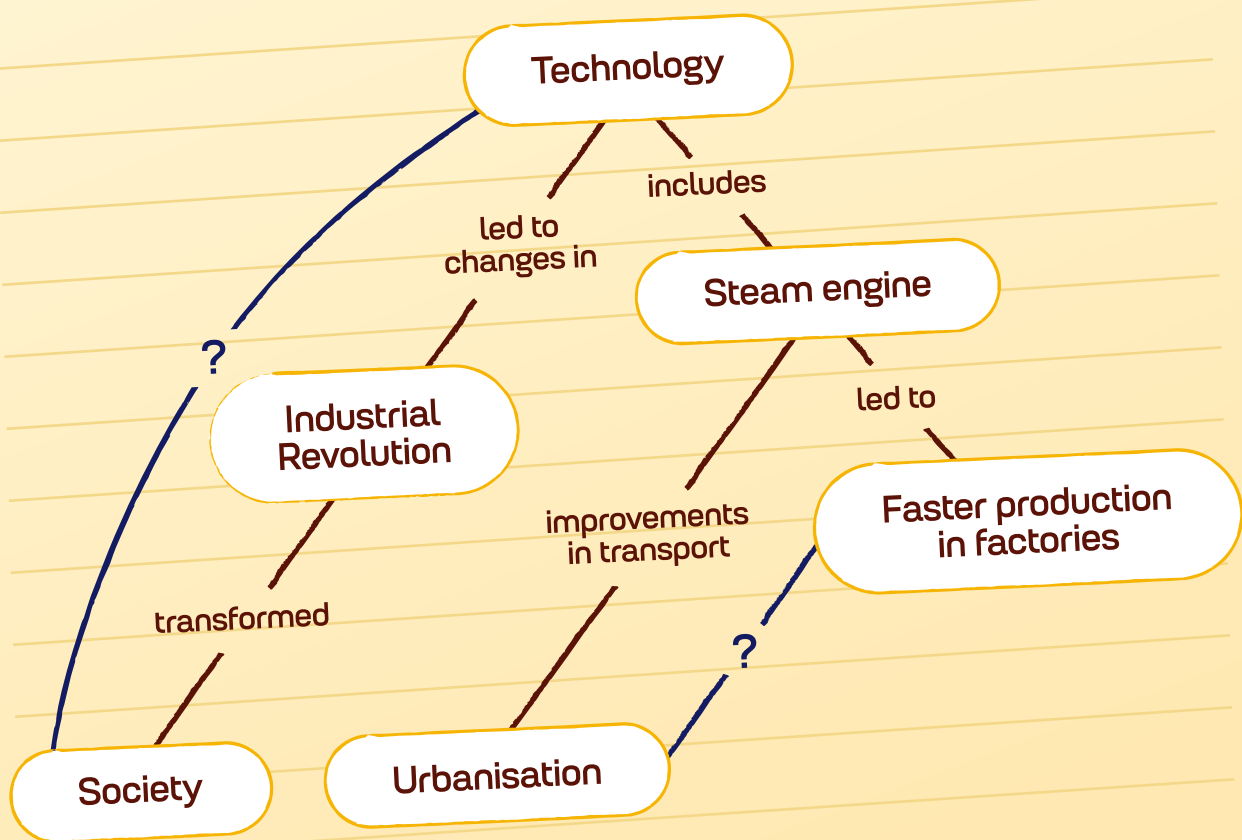 Technology
includes
led to
changes in
Steam engine
?
Industrial
Revolution
led to
improvements
in transport
Faster production
in factories
transformed
?
Society
Urbanisation